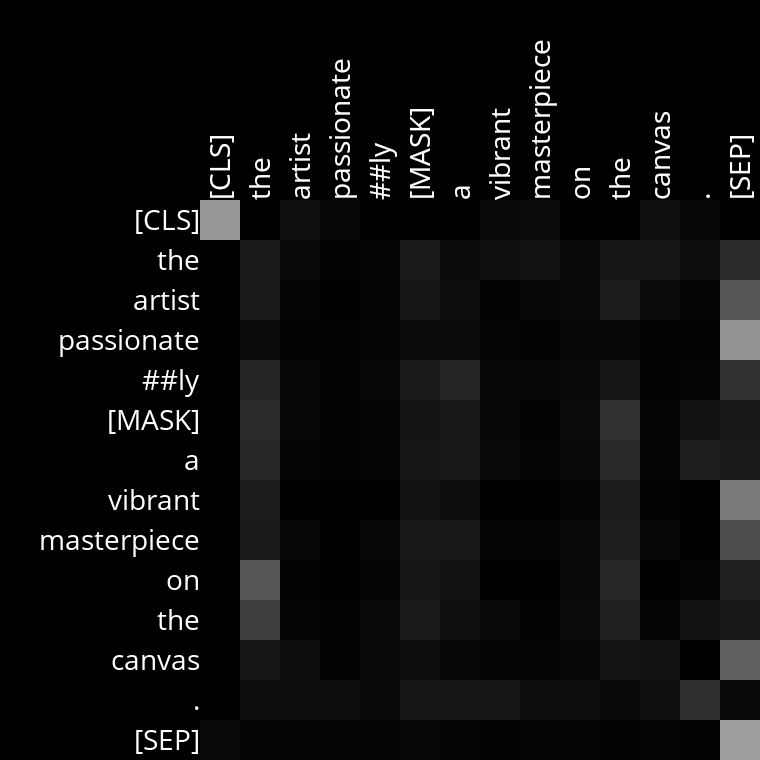 [CLS] the artist passionate ##ly [MASK] a vibrant masterpiece on the canvas . [SEP]
[CLS]
the
artist
passionate
##ly
[MASK]
a
vibrant
masterpiece
on
the
canvas
.
[SEP]